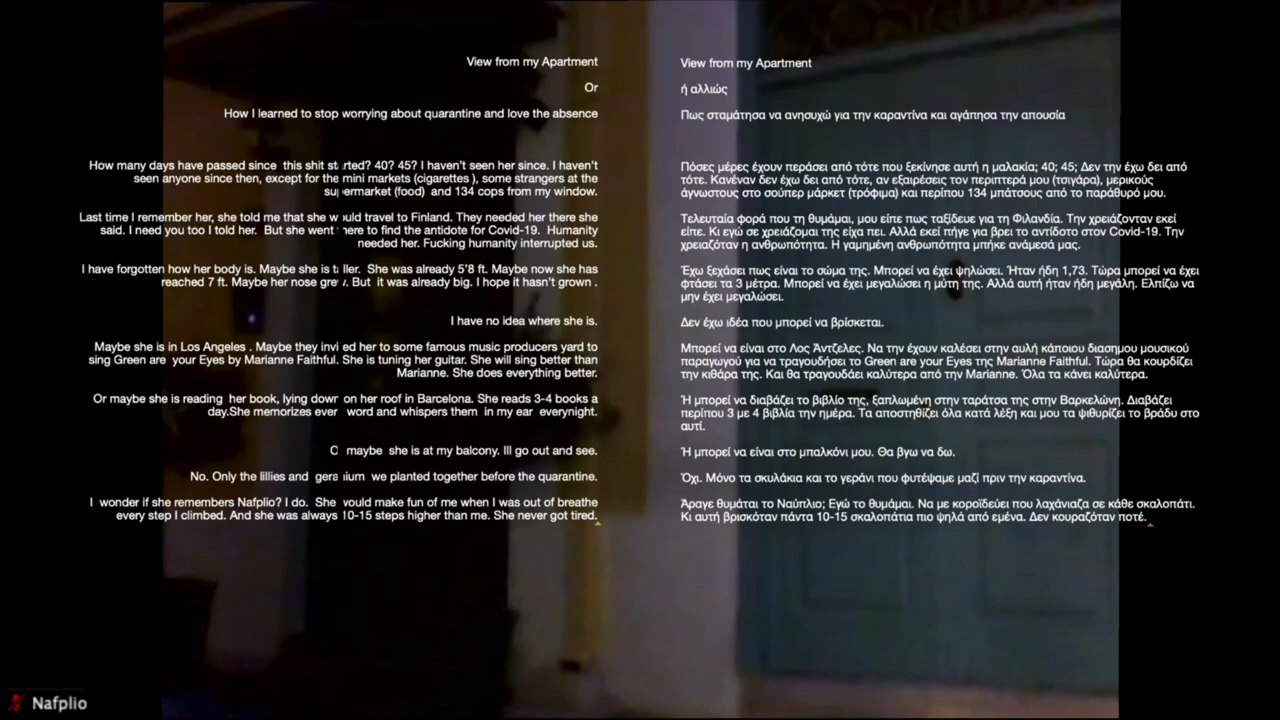 View from my Apartment
Or
How I learned to stop worrying about quarantine and love the absence
How many days have passed since this shit started? 40? 45? I haven't seen her since. I haven't
seen anyone since then, except for the mini markets (cigarettes ), some strangers at the
supermarket (food) and 134 cops from my window.
Last time I remember her, she told me that she would travel to Finland. They needed her there she
said. I need you too I told her. But she went there to find the antidote for Covid-19. Humanity
needed her. Fucking humanity interrupted us.
I have forgotten how her body is. Maybe she is taller. She was already 5'8 ft. Maybe now she has
reached 7 ft. Maybe her nose grew. But it was already big. I hope it hasn't grown .
I have no idea where she is.
Maybe she is in Los Angeles . Maybe they invited her to some famous music producers yard to
sing Green are your Eyes by Marianne Faithful. She is tuning her guitar. She will sing better than
Marianne. She does everything better.
Or maybe she is reading her book, lying down on her roof in Barcelona. She reads 3-4 books a
day.She memorizes every word and whispers them in my ear everynight.
Or maybe she is at my balcony. Ill go out and see.
No. Only the lillies and geranium we planted together before the quarantine.
I wonder if she remembers Nafplio? I do. She would make fun of me when I was out of breathe
every step I climbed. And she was always 10-15 steps higher than me. She never got tired.
View from my Apartment
ή αλλιώς
Πως σταμάτησα να ανησυχώ για την καραντίνα και αγάπησα την απουσία
Πόσες μέρες έχουν περάσει από τότε που ξεκίνησε αυτή η μαλακία; 40; 45; Δεν την έχω δει από
τότε. Κανέναν δεν έχω δει από τότε, αν εξαιρέσεις τον περιπτερά μου (τσιγάρα), μερικούς
άγνωστους στο σούπερ μάρκετ (τρόφιμα) και περίπου 134 μπάτσους από το παράθυρό μου.
Τελευταία φορά που τη θυμάμαι, μου είπε πως ταξίδευε για τη Φιλανδία. Την χρειάζονταν εκεί
είπε. Κι εγώ σε χρειάζομαι της είχα πει. Αλλά εκεί πήγε για βρει το αντίδοτο στον Covid-19. Την
χρειαζόταν η ανθρωπότητα. Η γαμημένη ανθρωπότητα μπήκε ανάμεσά μας.
Έχω ξεχάσει πως είναι το σώμα της. Μπορεί να έχει ψηλώσει. Ήταν ήδη 1,73. Τώρα μπορεί να έχει
φτάσει τα 3 μέτρα. Μπορεί να έχει μεγαλώσει η μύτη της. Αλλά αυτή ήταν ήδη μεγάλη. Ελπίζω να
μην έχει μεγαλώσει.
Δεν έχω ιδέα που μπορεί να βρίσκεται.
Μπορεί να είναι στο Λος Άντζελες. Να την έχουν καλέσει στην αυλή κάποιου διασημου μουσικού
παραγωγού για να τραγουδήσει το Green are your Eyes της Marianne Faithful. Τώρα θα κουρδίζει
την κιθάρα της. Και θα τραγουδάει καλύτερα από την Marianne. Όλα τα κάνει καλύτερα.
Ή μπορεί να διαβάζει το βιβλίο της, ξαπλωμένη στην ταράτσα της στην Βαρκελώνη. Διαβάζει
περίπου 3 με 4 βιβλία την ημέρα. Τα αποστηθίζει όλα κατά λέξη και μου τα ψιθυρίζει το βράδυ στο
αυτί.
Ή μπορεί να είναι στο μπαλκόνι μου. Θα βγω να δω.
Όχι. Μόνο τα σκυλάκια και το γεράνι που φυτέψαμε μαζί πριν την καραντίνα.
Άραγε θυμάται το Ναύπλιο; Εγώ το θυμάμαι. Να με κοροϊδεύει που λαχάνιαζα σε κάθε σκαλοπάτι.
Κι αυτή βρισκόταν πάντα 10-15 σκαλοπάτια πιο ψηλά από εμένα. Δεν κουραζόταν ποτέ.
Nafplio